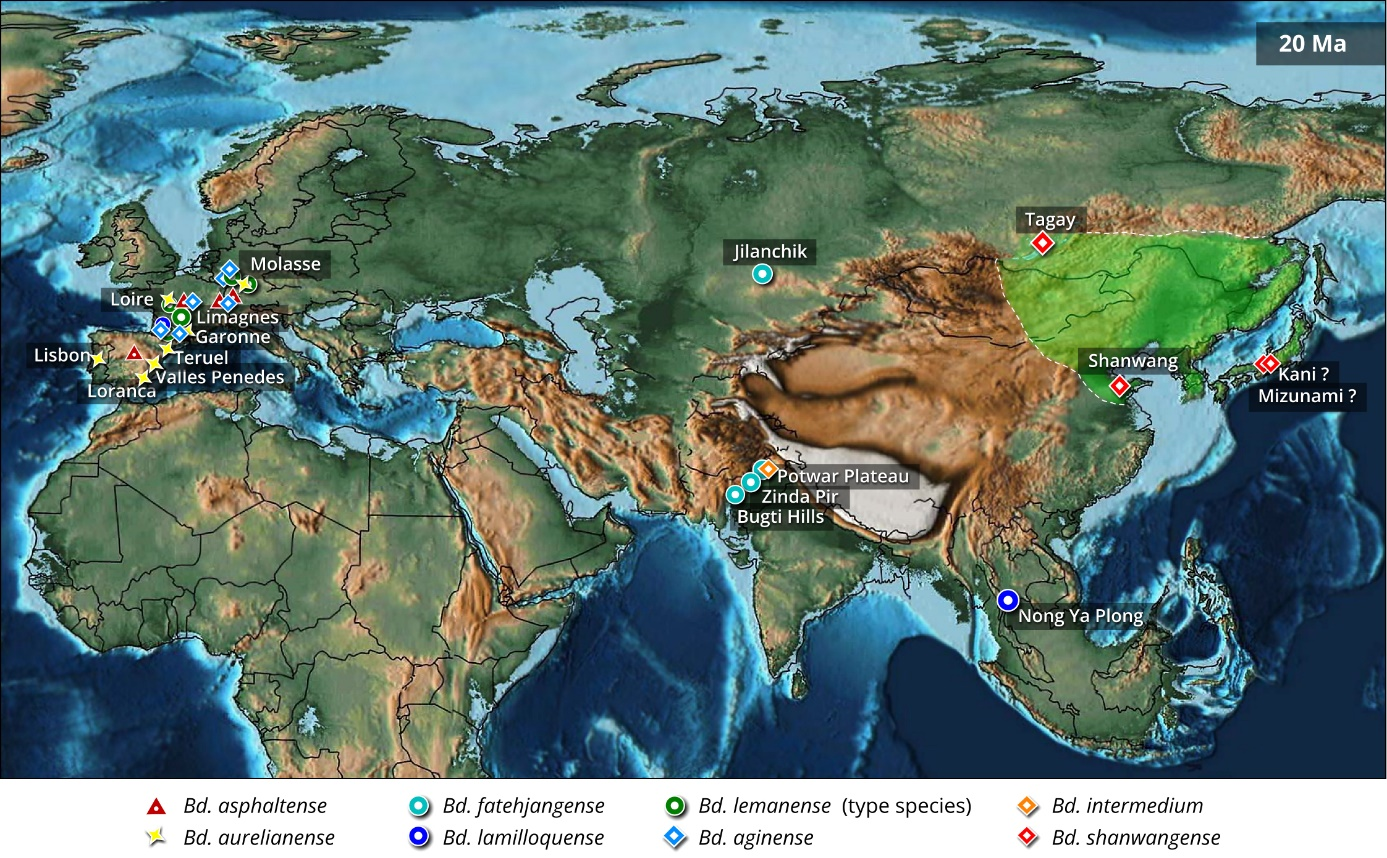 20 Ma
Tagay
Jilanchik
Molasse
Loire
Limagnes
Garonne
Lisbon
Teruel
Valles Penedes
Loranca
Shanwang
Kani ?
Mizunami ?
Potwar Plateau
Zinda Pir
Bugti Hills
Nong Ya Plong
Bd. asphaltense
Bd. fatehjangense
Bd. lemanense (type species)
Bd. intermedium
Bd. aurelianense
Bd. lamilloquense
Bd. aginense
Bd. shanwangense